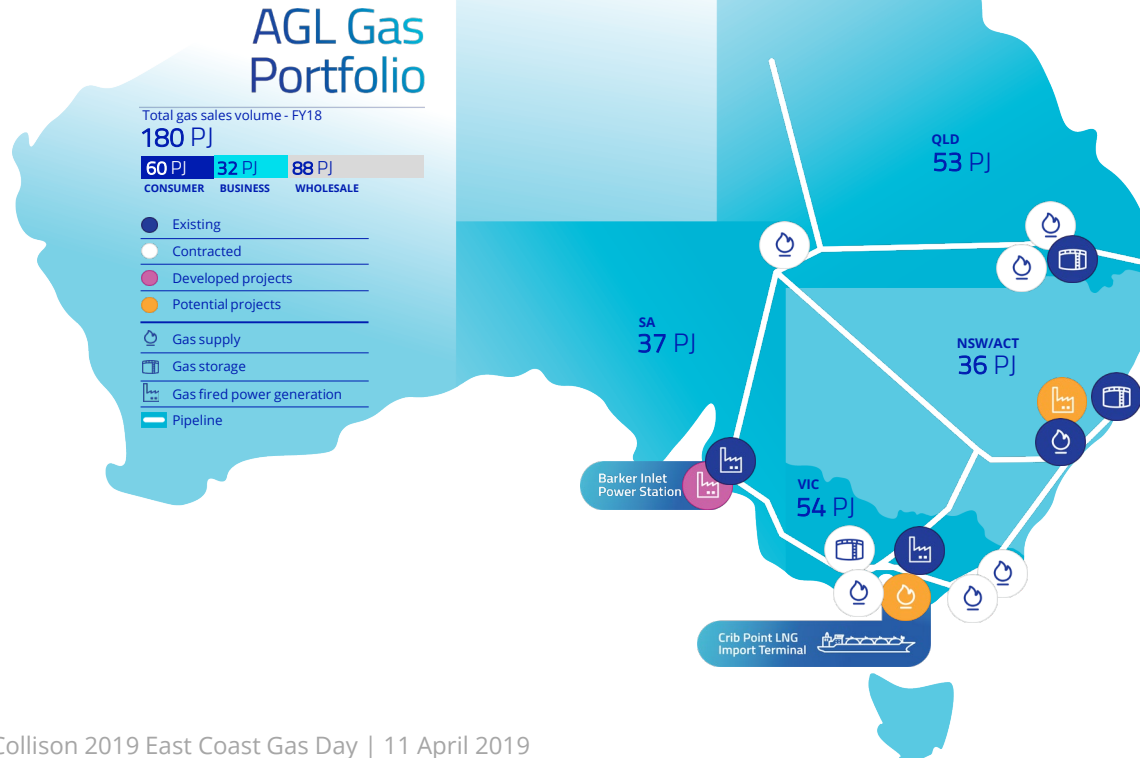 AGL Gas
Portfolio
Total gas sales volume - FY18
180 PJ
60 PJ 32 PJ 88 PJ
CONSUMER BUSINESS WHOLESALE
Existing
Contracted
Developed projects
Potential projects
Gas supply
Gas storage
Gas fired power generation
Pipeline
QLD
53 PJ
SA
37 PJ
NSW/ACT
36 PJ
Barker Inlet
Power Station
VIC
54 PJ
Crib Point LNG
Import Terminal
Collison 2019 East Coast Gas Day | 11 April 2019